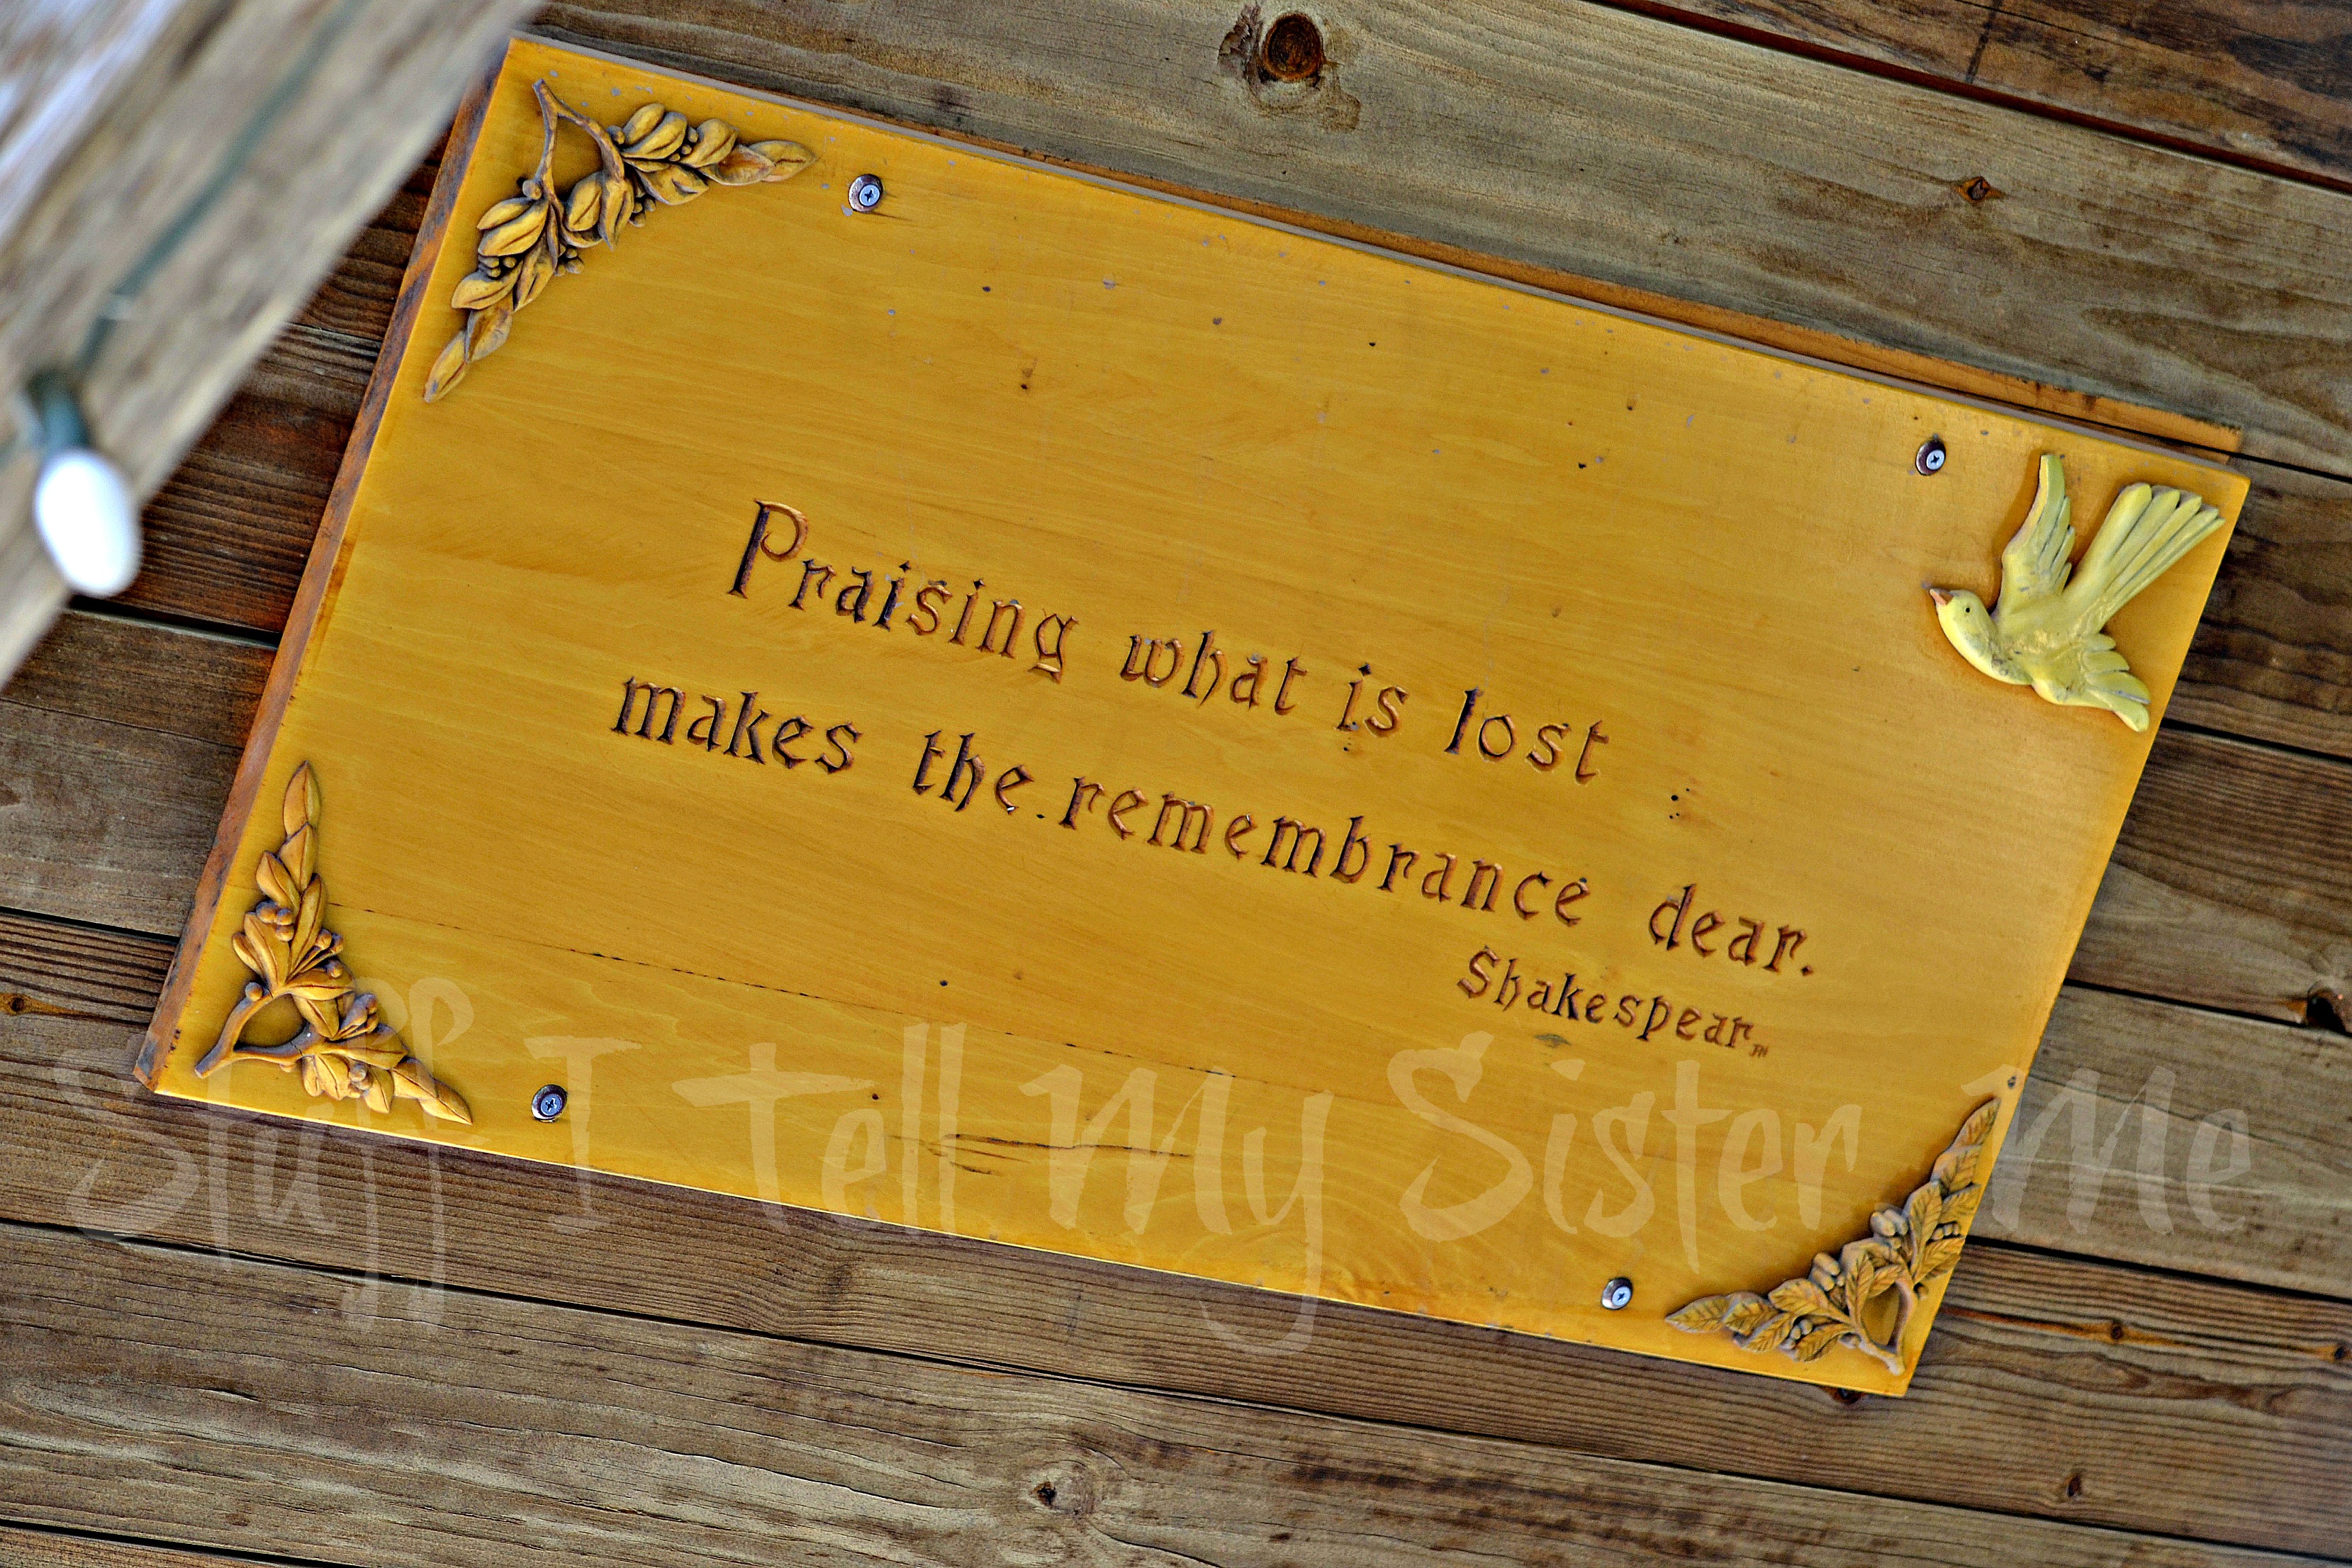 Praising what is lost
makes the remembrance dear.
Shakespear
Stuff I Tell My Sister Me